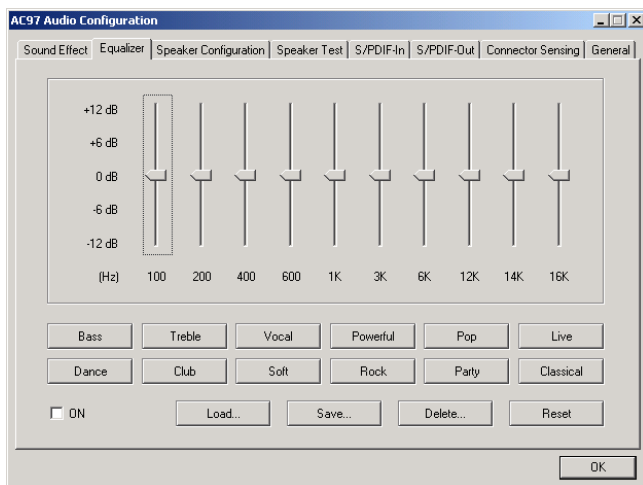 AC97 Audio Configuration
Sound Effect Equalizer Speaker Configuration Speaker Test S/PDIF-In S/PDIF-Out Connector Sensing General
+12 dB
+6 dB
0 dB
-6 dB
-12 dB
(Hz) 100 200 400 600 1K 3K 6K 12K 14K 16K
Bass Treble Vocal Powerful Pop Live
Dance Club Soft Rock Party Classical
ON Load... Save... Delete... Reset
OK